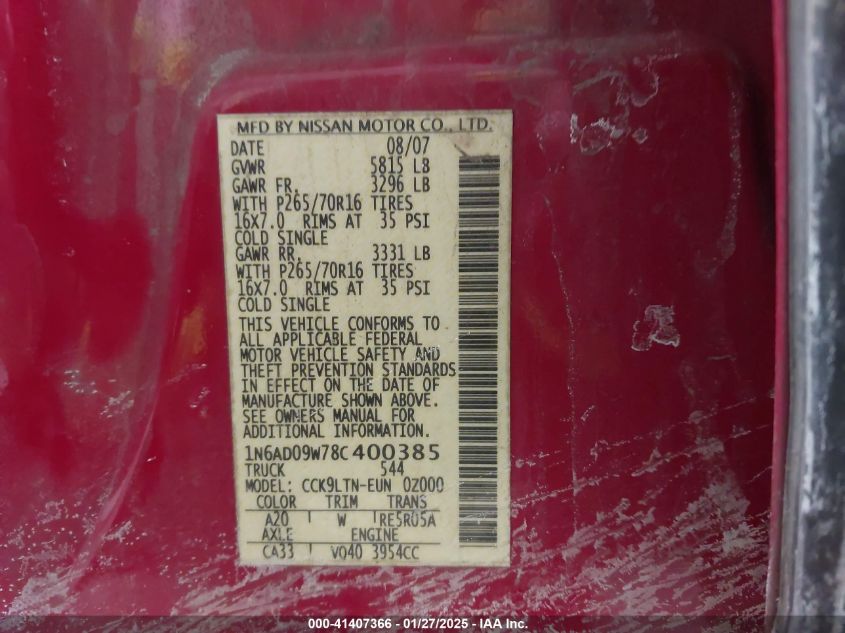 MFD BY NISSAN MOTOR CO., LTD.
DATE 08/07
GVWR 5815 LB
GAWR FR. 3296 LB
WITH P265/70R16 TIRES
16X7.0 RIMS AT 35 PSI
COLD SINGLE
GAWR RR. 3331 LB
WITH P265/70R16 TIRES
16X7.0 RIMS AT 35 PSI
COLD SINGLE
THIS VEHICLE CONFORMS TO
ALL APPLICABLE FEDERAL
MOTOR VEHICLE SAFETY AND
THEFT PREVENTION STANDARDS
IN EFFECT ON THE DATE OF
MANUFACTURE SHOWN ABOVE.
SEE OWNERS MANUAL FOR
ADDITIONAL INFORMATION.
1N6AD09W78C400385
TRUCK 544
MODEL: CCK9LTN-EUN 0Z000
COLOR TRIM TRANS
A20 W RE5R05A
AXLE ENGINE
CA33 VQ40 3954CC
000-41407366 - 01/27/2025 - IAA, Inc.